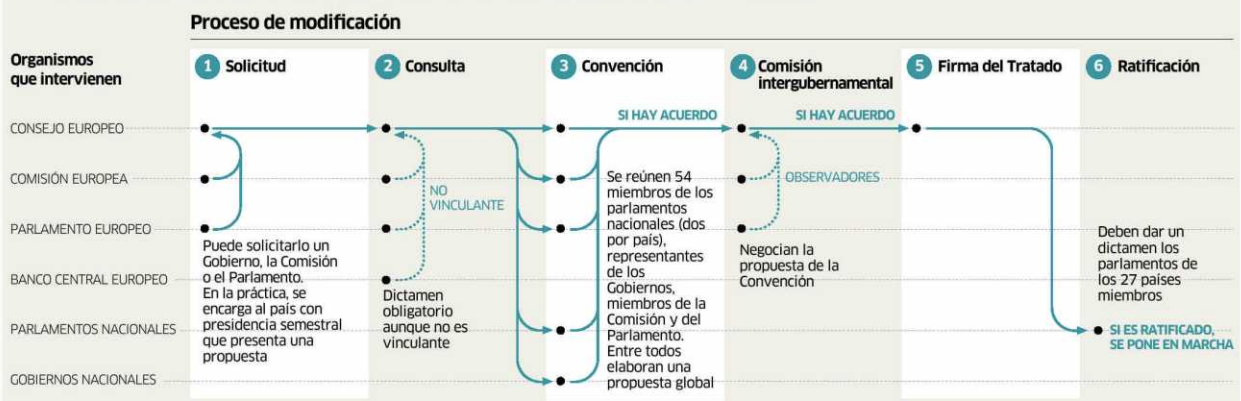 Proceso de modificación
Organismos
que intervienen
1 Solicitud
2 Consulta
3 Convención
4 Comisión
intergubernamental
5 Firma del Tratado
6 Ratificación
CONSEJO EUROPEO
COMISIÓN EUROPEA
PARLAMENTO EUROPEO
BANCO CENTRAL EUROPEO
PARLAMENTOS NACIONALES
GOBIERNOS NACIONALES
Puede solicitarlo un
Gobierno, la Comisión
o el Parlamento.
En la práctica, se
encarga al país con
presidencia semestral
que presenta una
propuesta
NO
VINCULANTE
Dictamen
obligatorio
aunque no es
vinculante
SI HAY ACUERDO
Se reúnen 54
miembros de los
parlamentos
nacionales (dos
por país),
representantes
de los
Gobiernos,
miembros de la
Comisión y del
Parlamento.
Entre todos
elaboran una
propuesta global
SI HAY ACUERDO
OBSERVADORES
Negocian la
propuesta de la
Convención
Deben dar un
dictamen los
parlamentos de
los 27 países
miembros
SI ES RATIFICADO,
SE PONE EN MARCHA